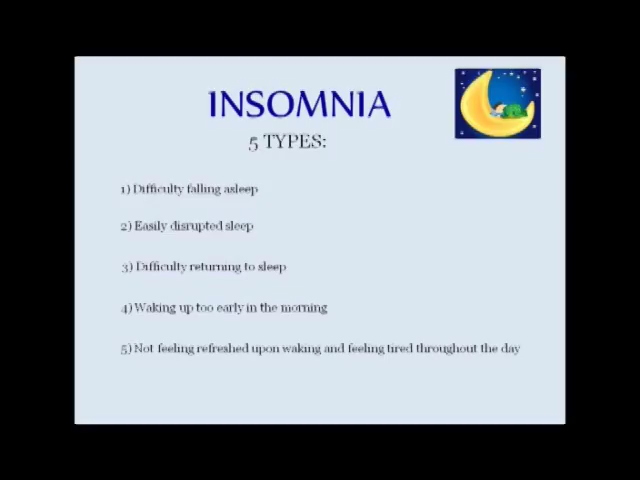 INSOMNIA
5 TYPES:
1) Difficulty falling asleep
2) Easily disrupted sleep
3) Difficulty returning to sleep
4) Waking up too early in the morning
5) Not feeling refreshed upon waking and feeling tired throughout the day